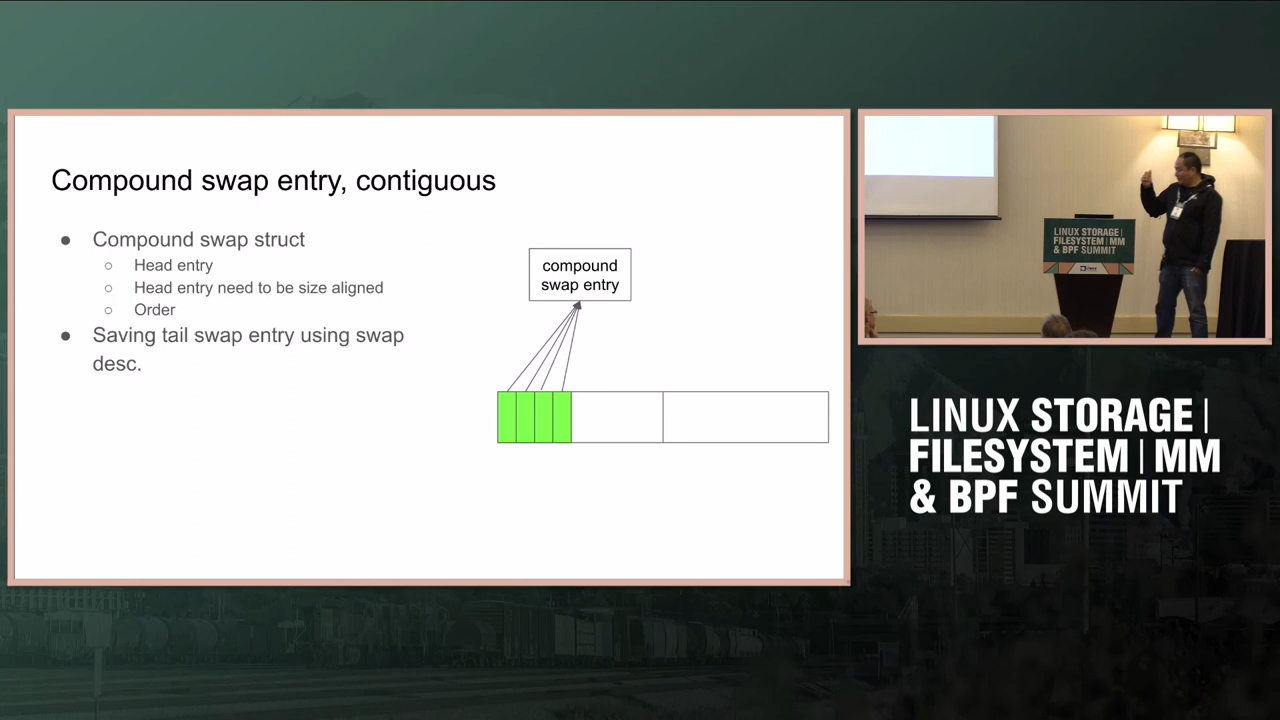 Compound swap entry, contiguous
● Compound swap struct
○ Head entry
○ Head entry need to be size aligned
○ Order
● Saving tail swap entry using swap
desc.
compound
swap entry
LINUX STORAGE |
FILESYSTEM | MM
& BPF SUMMIT
LINUX STORAGE |
FILESYSTEM | MM
& BPF SUMMIT